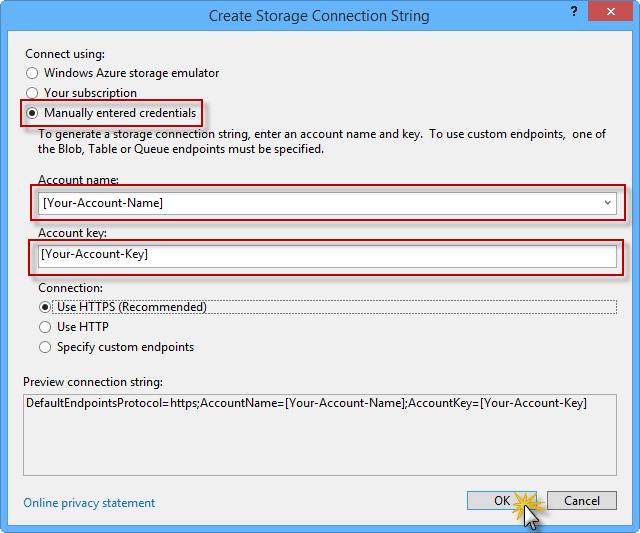 Create Storage Connection String
?
Connect using:
Windows Azure storage emulator
Your subscription
Manually entered credentials
To generate a storage connection string, enter an account name and key.  To use custom endpoints,  one of
the Blob, Table or Queue endpoints must be specified.
Account name:
[Your-Account-Name]
Account key:
[Your-Account-Key]
Connection:
Use HTTPS (Recommended)
Use HTTP
Specify custom endpoints
Preview connection string:
DefaultEndpointsProtocol=https;AccountName=[Your-Account-Name];AccountKey=[Your-Account-Key]
Online privacy statement
OK
Cancel